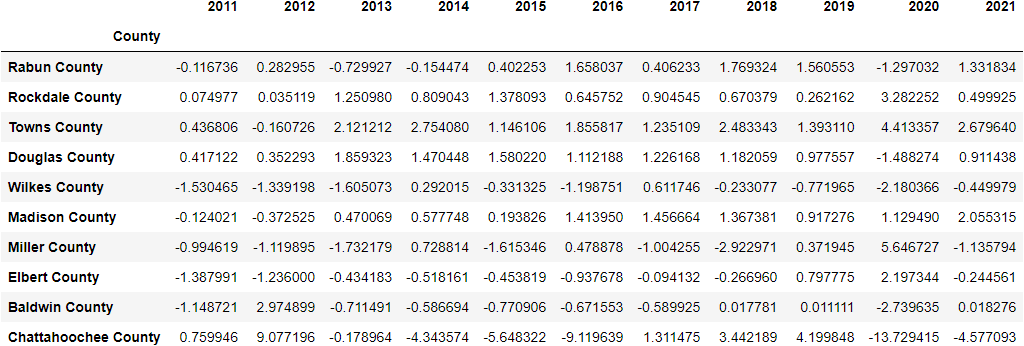 2011 2012 2013 2014 2015 2016 2017 2018 2019 2020 2021
County
Rabun County -0.116736 0.282955 -0.729927 -0.154474 0.402253 1.658037 0.406233 1.769324 1.560553 -1.297032 1.331834
Rockdale County 0.074977 0.035119 1.250980 0.809043 1.378093 0.645752 0.904545 0.670379 0.262162 3.282252 0.499925
Towns County 0.436806 -0.160726 2.121212 2.754080 1.146106 1.855817 1.235109 2.483343 1.393110 4.413357 2.679640
Douglas County 0.417122 0.352293 1.859323 1.470448 1.580220 1.112188 1.226168 1.182059 0.977557 -1.488274 0.911438
Wilkes County -1.530465 -1.339198 -1.605073 0.292015 -0.331325 -1.198751 0.611746 -0.233077 -0.771965 -2.180366 -0.449979
Madison County -0.124021 -0.372525 0.470069 0.577748 0.193826 1.413950 1.456664 1.367381 0.917276 1.129490 2.055315
Miller County -0.994619 -1.119895 -1.732179 0.728814 -1.615346 0.478878 -1.004255 -2.922971 0.371945 5.646727 -1.135794
Elbert County -1.387991 -1.236000 -0.434183 -0.518161 -0.453819 -0.937678 -0.094132 -0.266960 0.797775 2.197344 -0.244561
Baldwin County -1.148721 2.974899 -0.711491 -0.586694 -0.770906 -0.671553 -0.589925 0.017781 0.011111 -2.739635 0.018276
Chattahoochee County 0.759946 9.077196 -0.178964 -4.343574 -5.648322 -9.119639 1.311475 3.442189 4.199848 -13.729415 -4.577093